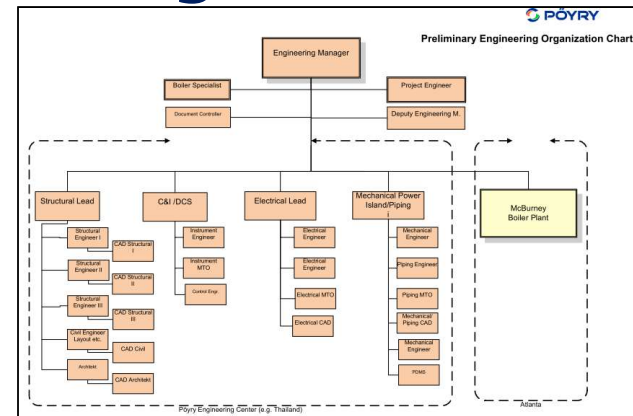 PÖYRY
Preliminary Engineering Organization Chart
Engineering Manager
Boiler Specialist
Project Engineer
Document Controller
Deputy Engineering M.
Structural Lead
C&I /DCS
Electrical Lead
Mechanical Power
Island/Piping
i
McBurney
Boiler Plant
Structural
Engineer I
CAD Structural
I
Structural
Engineer II
CAD Structural
II
Structural
Engineer III
CAD Structural
III
Civil Engineer
Layout etc.
CAD Civil
Architekt
CAD Architekt
Instrument
Engineer
Instrument
MTO
Control Engr.
Electrical
Engineer
Electrical
Engineer
Electrical MTO
Electrical CAD
Mechanical
Engineer
Piping Engineer
Piping MTO
Mechanical/
Piping CAD
Mechanical
Engineer
PDMS
Pöyry Engineering Center (e.g. Thailand)
Atlanta